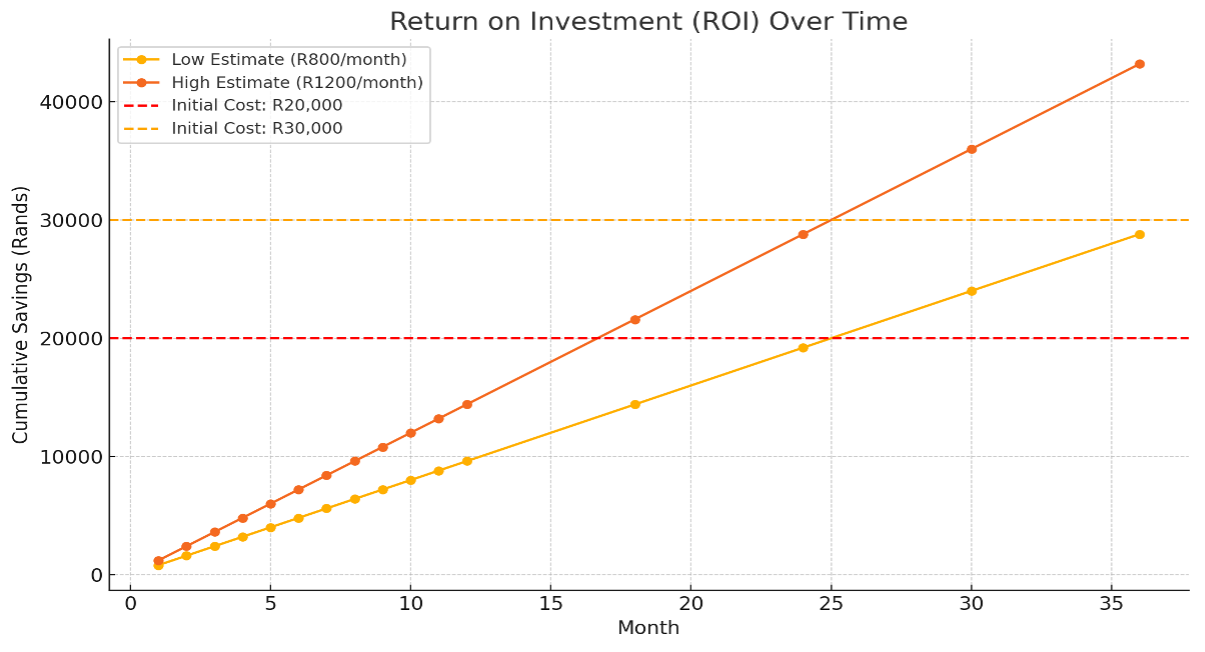 Return on Investment (ROI) Over Time
Low Estimate (R800/month)
High Estimate (R1200/month)
Initial Cost: R20,000
Initial Cost: R30,000
Cumulative Savings (Rands)
40000
30000
20000
10000
0
0 5 10 15 20 25 30 35
Month